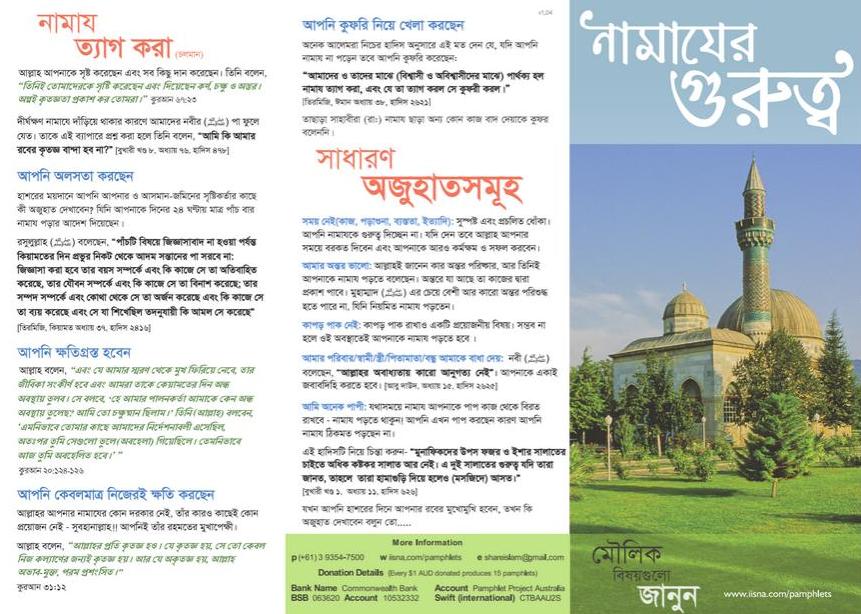 নামায
ত্যাগ করা (চলমান)
আল্লাহ আপনাকে সৃষ্ট করেছেন এবং সব কিছু দান করেছেন। তিনি বলেন,
“তিনিই তোমাদেরকে সৃষ্টি করেছেন এবং দিয়েছেন কর্ণ, চক্ষু ও অন্তর।
অল্পই কৃতজ্ঞতা প্রকাশ কর তোমরা।” কুরআন ৬৭:২৩
দীর্ঘক্ষণ নামাযে দাঁড়িয়ে থাকার কারণে আমাদের নবীর (ﷺ) পা ফুলে
যেত। তাকে এই ব্যাপারে প্রশ্ন করা হলে তিনি বলেন, “আমি কি আমার
রবের কৃতজ্ঞ বান্দা হব না?” [বুখারী খণ্ড ৮, অধ্যায় ৭৬, হাদিস ৪৭৮]
আপনি অলসতা করছেন
হাশরের ময়দানে আপনি আপনার ও আসমান-জমিনের সৃষ্টিকর্তার কাছে
কী অজুহাত দেখাবেন? যিনি আপনাকে দিনের ২৪ ঘণ্টায় মাত্র পাঁচ বার
নামায পড়ার আদেশ দিয়েছেন।
রসুলুল্লাহ (ﷺ) বলেছেন, “পাঁচটি বিষয়ে জিজ্ঞাসাবাদ না হওয়া পর্যন্ত
কিয়ামতের দিন প্রভুর নিকট থেকে আদম সন্তানের পা সরবে না:
জিজ্ঞাসা করা হবে তার বয়স সম্পর্কে এবং কি কাজে সে তা অতিবাহিত
করেছে, তার যৌবন সম্পর্কে এবং কি কাজে সে তা বিনাশ করেছে; তার
সম্পদ সম্পর্কে এবং কোথা থেকে সে তা অর্জন করেছে এবং কি কাজে সে
তা ব্যয় করেছে এবং সে যা শিখেছিল তদনুযায়ী কি আমল সে করেছে”
[তিরমিজি, কিয়ামত অধ্যায় ৩৭, হাদিস ২৪১৬]
আপনি ক্ষতিগ্রস্ত হবেন
আল্লাহ বলেন, “এবং যে আমার স্মরণ থেকে মুখ ফিরিয়ে নেবে, তার
জীবিকা সংকীর্ণ হবে এবং আমরা তাকে কেয়ামতের দিন অন্ধ
অবস্থায় তুলব। সে বলবে, ‘হে আমার পালনকর্তা আমাকে কেন অন্ধ
অবস্থায় তুলেছ? আমি তো চক্ষুষ্মান ছিলাম।’ তিনি (আল্লাহ) বলবেন,
‘এমনিভাবে তোমার কাছে আমাদের নির্দেশনাবলী এসেছিল,
অতঃপর তুমি সেগুলো ভুলে(অবহেলা) গিয়েছিলে। তেমনিভাবে
আজ তুমি অবহেলিত হবে।’ ”
কুরআন ২০:১২৪-১২৬
আপনি কেবলমাত্র নিজেরই ক্ষতি করছেন
আল্লাহর আপনার নামাযের কোন দরকার নেই, তাঁর কারও কাছেই কোন
প্রয়োজন নেই - সুবহানাল্লাহ!! আপনিই তাঁর রহমতের মুখাপেক্ষী।
আল্লাহ বলেন, “আল্লাহর প্রতি কৃতজ্ঞ হও। যে কৃতজ্ঞ হয়, সে তো কেবল
নিজ কল্যাণের জন্যই কৃতজ্ঞ হয়। আর যে অকৃতজ্ঞ হয়, আল্লাহ
অভাব-মুক্ত, পরম প্রশংসিত।”
কুরআন ৩১:১২
আপনি কুফরি নিয়ে খেলা করছেন
অনেক আলেমরা নিচের হাদিস অনুসারে এই মত দেন যে, যদি আপনি
নামায না পড়েন তবে আপনি কুফরি করেছেন:
“আমাদের ও তাদের মাঝে (বিশ্বাসী ও অবিশ্বাসীদের মাঝে) পার্থক্য হল
নামায ত্যাগ করা, এবং যে তা ত্যাগ করল সে কুফরী করল।”
[তিরমিজি, ঈমান অধ্যায় ৩৮, হাদিস ২৬২১]
তাছাড়া সাহাবীরা (রাঃ) নামায ছাড়া অন্য কোন কাজ বাদ দেয়াকে কুফর
বলেননি।
সাধারণ
অজুহাতসমূহ
সময় নেই(কাজ, পড়াশুনা, ব্যস্ততা, ইত্যাদি): সুস্পষ্ট এবং প্রচলিত ধোঁকা।
আপনি নামাযকে গুরুত্ব দিচ্ছেন না। যদি দেন তবে আল্লাহ আপনার
সময়ে বরকত দিবেন এবং আপনাকে আরও কর্মক্ষম ও সফল করবেন।
আমার অন্তর ভালো: আল্লাহই জানেন কার অন্তর পরিষ্কার, আর তিনিই
আপনাকে নামায পড়তে বলেছেন। অন্তরে যা আছে তা কাজের দ্বারা
প্রকাশ পাবে। মুহাম্মাদ (ﷺ) এর চেয়ে বেশী আর কারো অন্তর পরিশুদ্ধ
হতে পারে না, যিনি নিয়মিত নামায পড়তেন।
কাপড় পাক নেই: কাপড় পাক রাখাও একটি প্রয়োজনীয় বিষয়। সম্ভব না
হলে ওই অবস্থাতেই আপনাকে নামায পড়তে হবে।
আমার পরিবার/স্বামী/স্ত্রী/পিতামাতা/বন্ধু আমাকে বাধা দেয়: নবী (ﷺ)
বলেছেন, “আল্লাহর অবাধ্যতায় কারো আনুগত্য নেই”। আপনাকে একাই
জবাবদিহি করতে হবে। [আবু দাউদ, অধ্যায় ১৫, হাদিস ২৬২৫]
আমি অনেক পাপী: যথাসময়ে নামায আপনাকে পাপ কাজ থেকে বিরত
রাখবে - নামায পড়তে থাকুন! আপনি এখন পাপ করছেন কারণ আপনি
নামায ঠিকমত পড়ছেন না।
এই হাদিসটি নিয়ে চিন্তা করুন- “মুনাফিকদের উপস ফজর ও ইশার সালাতের
চাইতে অধিক কষ্টকর সালাত আর নেই। এ দুই সালাতের গুরুত্ব যদি তারা
জানত, তাহলে তারা হামাগুড়ি দিয়ে হলেও (মসজিদে) আসত।”
[বুখারী খণ্ড ১, অধ্যায় ১১, হাদিস ৬২৬]
যখন আপনি হাশরের দিনে আপনার রবের মুখোমুখি হবেন, তখন কি
অজুহাত দেখাবেন বলুন তো.....
More Information
p (+61) 3 9354-7500 w iisna.com/pamphlets e shareislam@gmail.com
Donation Details (Every $1 AUD donated produces 15 pamphlets)
Bank Name Commonwealth Bank Account Pamphlet Project Australia
BSB 063620 Account 10532332 Swift (international) CTBAAU2S
নামাযের
গুরুত্ব
মৌলিক
বিষয়গুলো
জানুন
www.iisna.com/pamphlets